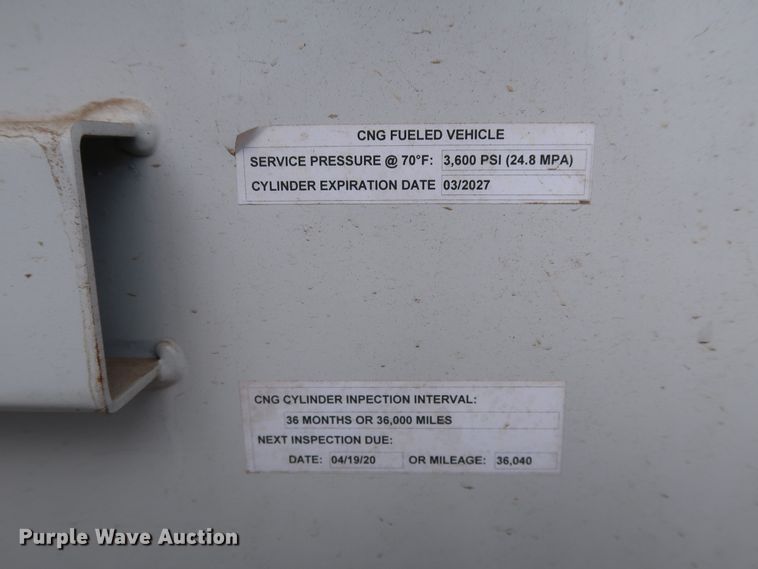 CNG FUELED VEHICLE
SERVICE PRESSURE @ 70°F: 3,600 PSI (24.8 MPA)
CYLINDER EXPIRATION DATE 03/2027
CNG CYLINDER INPECTION INTERVAL:
36 MONTHS OR 36,000 MILES
NEXT INSPECTION DUE:
DATE: 04/19/20 OR MILEAGE: 36,040
Purple Wave Auction